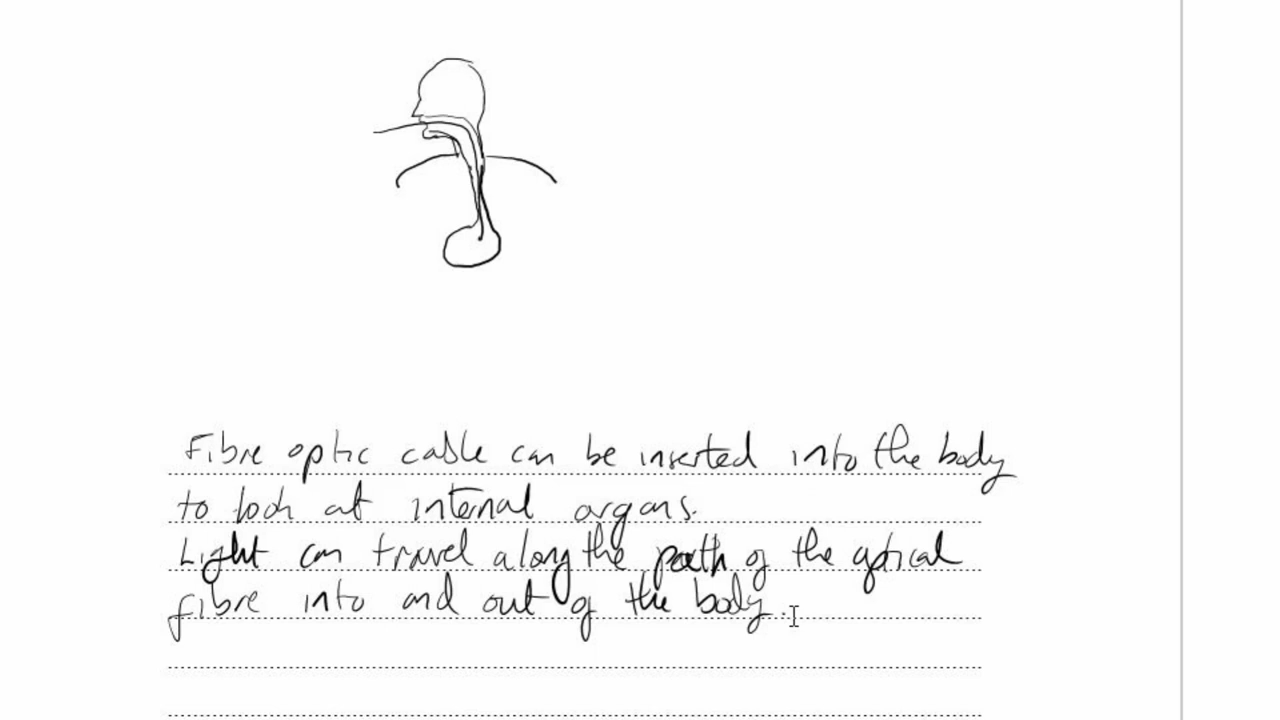 Fibre optic cable can be inserted into the body
to look at internal organs.
Light can travel along the path of the optical
fibre into and out of the body.